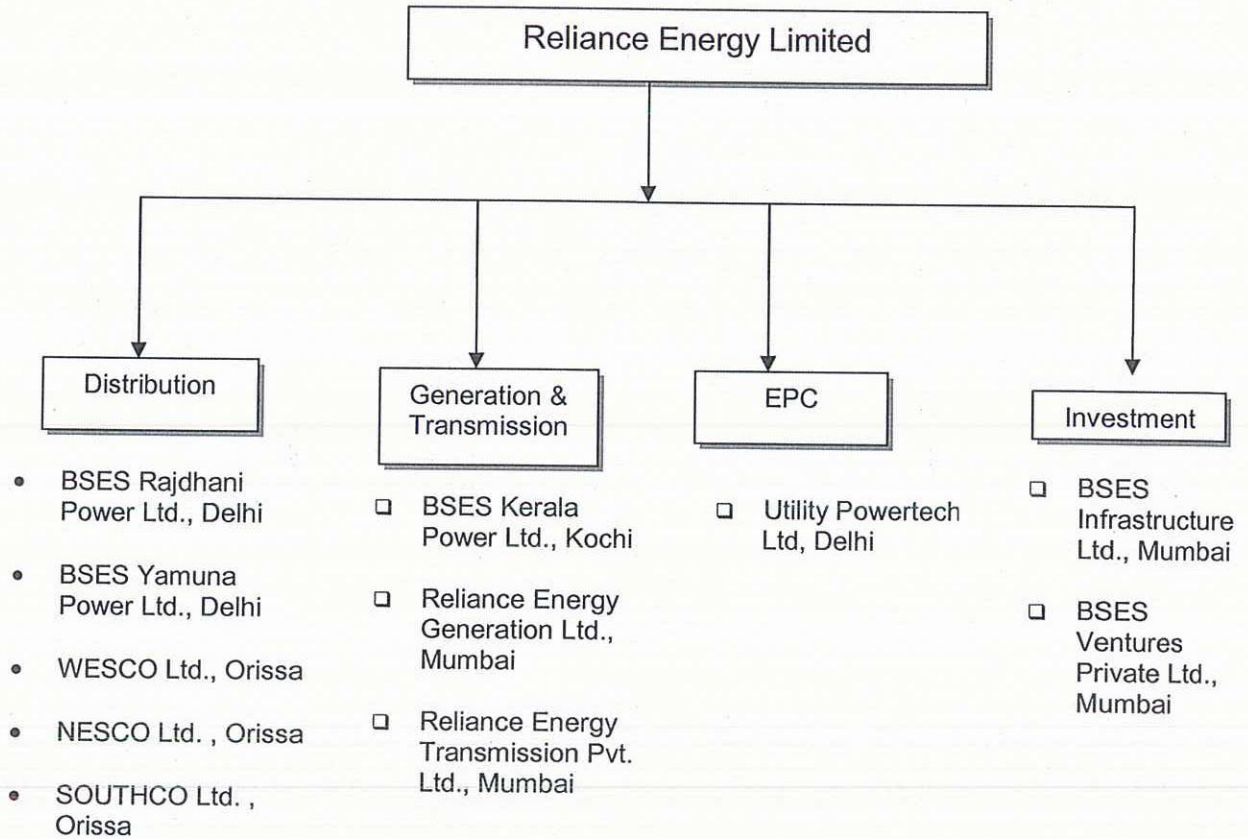 Reliance Energy Limited
Distribution
• BSES Rajdhani
Power Ltd., Delhi
• BSES Yamuna
Power Ltd., Delhi
• WESCO Ltd., Orissa
• NESCO Ltd. , Orissa
• SOUTHCO Ltd. ,
Orissa
Generation &
Transmission
❑ BSES Kerala
Power Ltd., Kochi
❑ Reliance Energy
Generation Ltd.,
Mumbai
❑ Reliance Energy
Transmission Pvt.
Ltd., Mumbai
EPC
❑ Utility Powertech
Ltd, Delhi
Investment
❑ BSES
Infrastructure
Ltd., Mumbai
❑ BSES
Ventures
Private Ltd.,
Mumbai